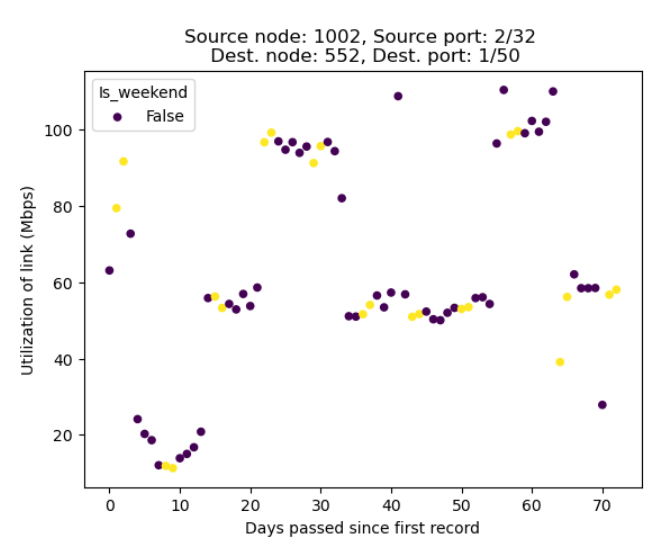 Source node: 1002, Source port: 2/32
Dest. node: 552, Dest. port: 1/50
Is_weekend
False
Utilization of link (Mbps)
100
80
60
40
20
0 10 20 30 40 50 60 70
Days passed since first record